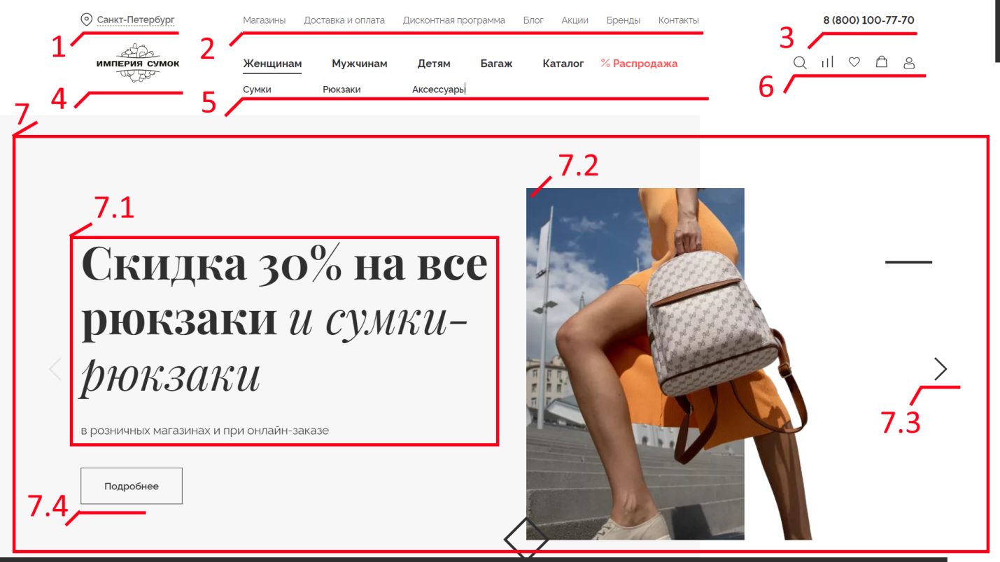 Санкт-Петербург
Магазины Доставка и оплата Дисконтная программа Блог Акции Бренды Контакты
8 (800) 100-77-70
1
2
3
ИМПЕРИЯ СУМОК
Женщинам Мужчинам Детям Багаж Каталог % Распродажа
Сумки Рюкзаки Аксессуары
4
5
6
7
7.1
7.2
Скидка 30% на все
рюкзаки и сумки-
рюкзаки
в розничных магазинах и при онлайн-заказе
7.3
Подробнее
7.4